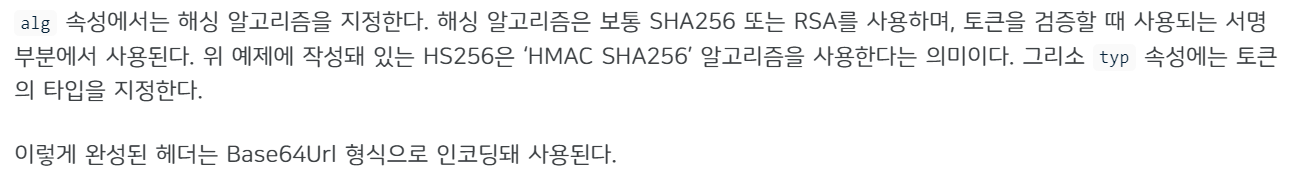 alg 속성에서는 해싱 알고리즘을 지정한다. 해싱 알고리즘은 보통 SHA256 또는 RSA를 사용하며, 토큰을 검증할 때 사용되는 서명
부분에서 사용된다. 위 예제에 작성돼 있는 HS256은 ‘HMAC SHA256’ 알고리즘을 사용한다는 의미이다. 그리소 typ 속성에는 토큰
의 타입을 지정한다.
이렇게 완성된 헤더는 Base64Url 형식으로 인코딩돼 사용된다.